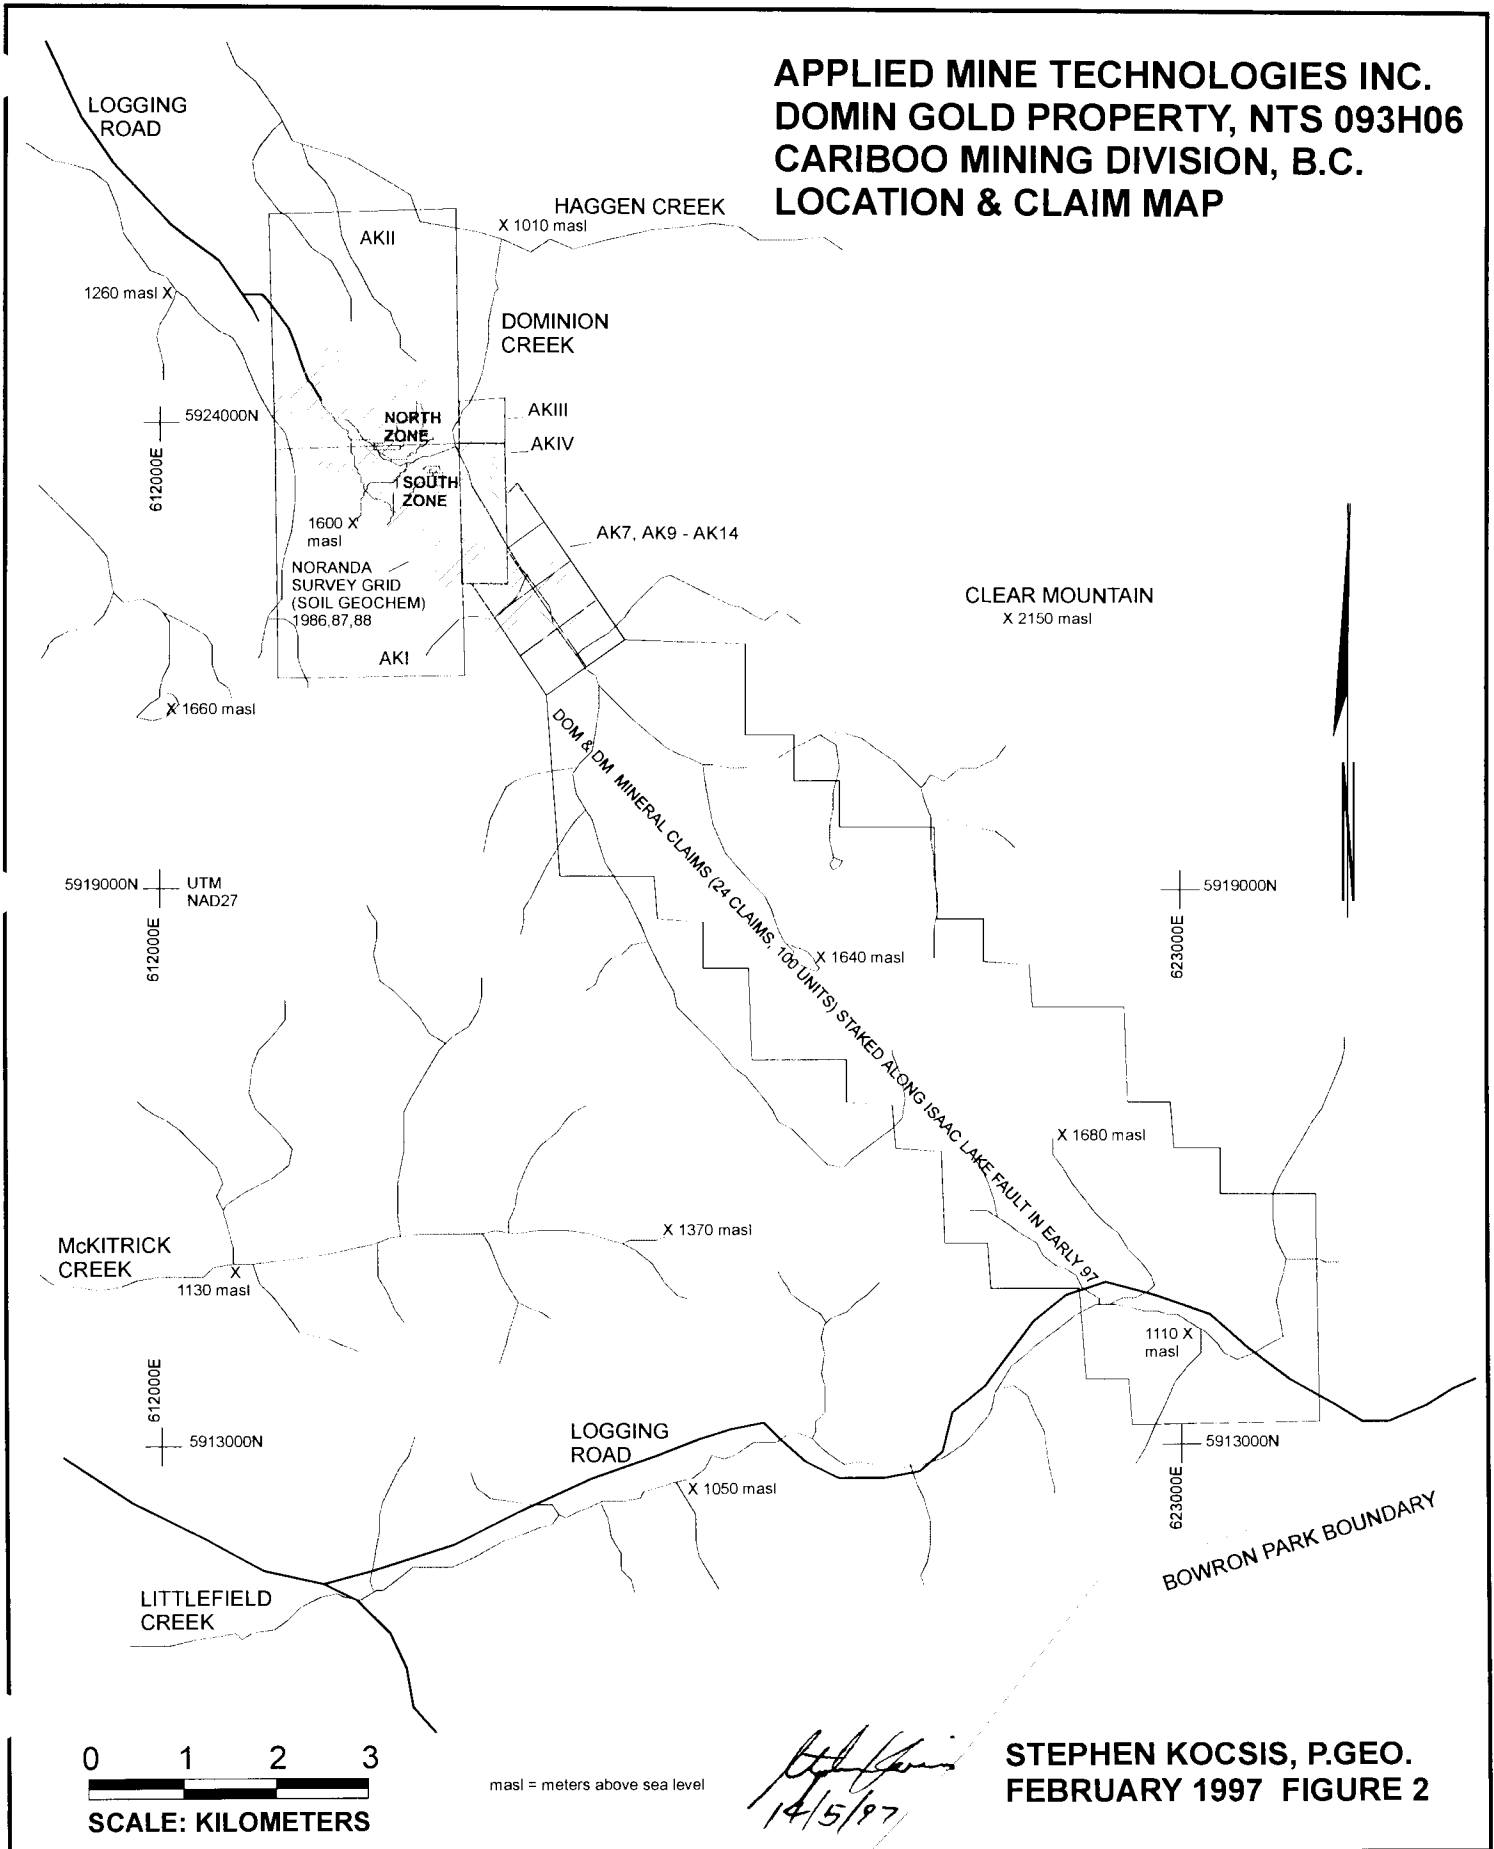 APPLIED MINE TECHNOLOGIES INC.
DOMIN GOLD PROPERTY, NTS 093H06
CARIBOO MINING DIVISION, B.C.
LOCATION & CLAIM MAP
LOGGING
ROAD
HAGGEN CREEK
X 1010 masl
AKII
1260 masl X
DOMINION
CREEK
5924000N
612000E
NORTH
ZONE
AKIII
AKIV
SOUTH
ZONE
1600 X
masl
AK7, AK9 - AK14
NORANDA
SURVEY GRID
(SOIL GEOCHEM)
1986,87,88
AKI
CLEAR MOUNTAIN
X 2150 masl
X 1660 masl
DOM & DM MINERAL CLAIMS (24 CLAIMS, 100 UNITS) STAKED ALONG ISAAC LAKE FAULT IN EARLY 97
5919000N
UTM
NAD27
612000E
5919000N
623000E
X 1640 masl
X 1680 masl
X 1370 masl
McKITRICK
CREEK
X
1130 masl
1110 X
masl
612000E
5913000N
LOGGING
ROAD
5913000N
623000E
X 1050 masl
BOWRON PARK BOUNDARY
LITTLEFIELD
CREEK
0 1 2 3
SCALE: KILOMETERS
masl = meters above sea level
14/5/97
STEPHEN KOCSIS, P.GEO.
FEBRUARY 1997 FIGURE 2
N